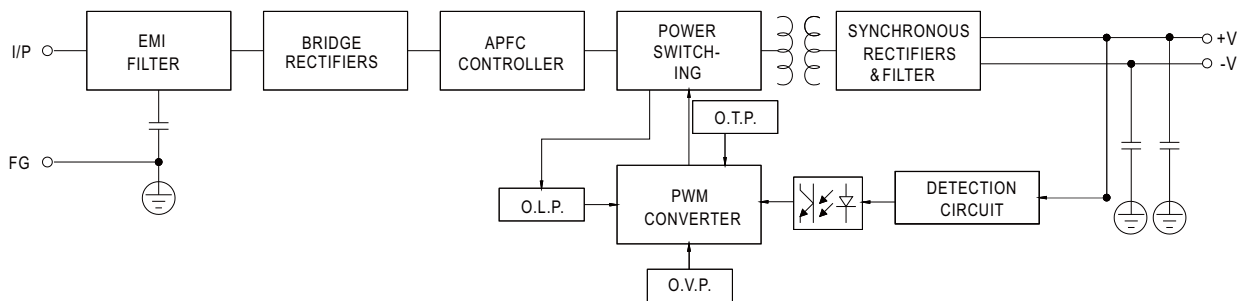 I/P
EMI
FILTER
BRIDGE
RECTIFIERS
APFC
CONTROLLER
POWER
SWITCH-
ING
SYNCHRONOUS
RECTIFIERS
&FILTER
+V
-V
O.T.P.
FG
O.L.P.
PWM
CONVERTER
DETECTION
CIRCUIT
O.V.P.